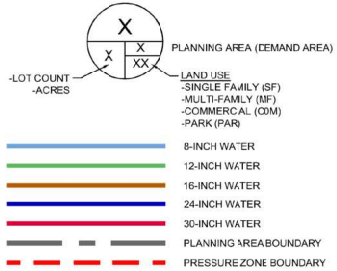 X
X
X
XX
PLANNING AREA (DEMAND AREA)
-LOT COUNT
-ACRES
LAND USE
-SINGLE FAMILY (SF)
-MULTI-FAMILY (MF)
-COMMERCAL (COM)
-PARK (PAR)
8-INCH WATER
12-INCH WATER
16-INCH WATER
24-INCH WATER
30-INCH WATER
PLANNING AREA BOUNDARY
PRESSURE ZONE BOUNDARY